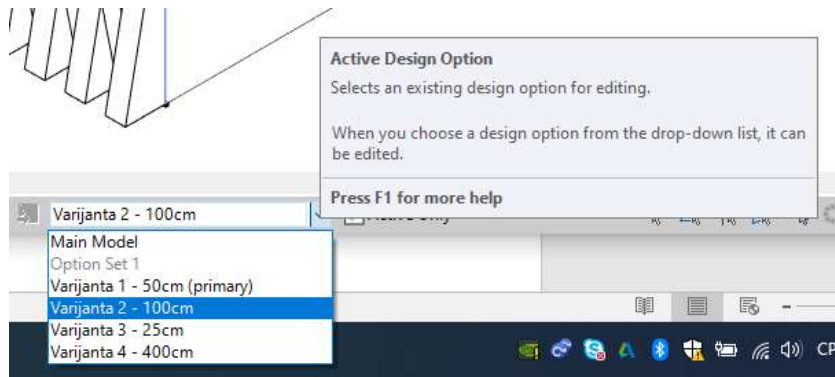 Active Design Option
Selects an existing design option for editing.
When you choose a design option from the drop-down list, it can
be edited.
Press F1 for more help
Varijanta 2 - 100cm
Main Model
Option Set 1
Varijanta 1 - 50cm (primary)
Varijanta 2 - 100cm
Varijanta 3 - 25cm
Varijanta 4 - 400cm